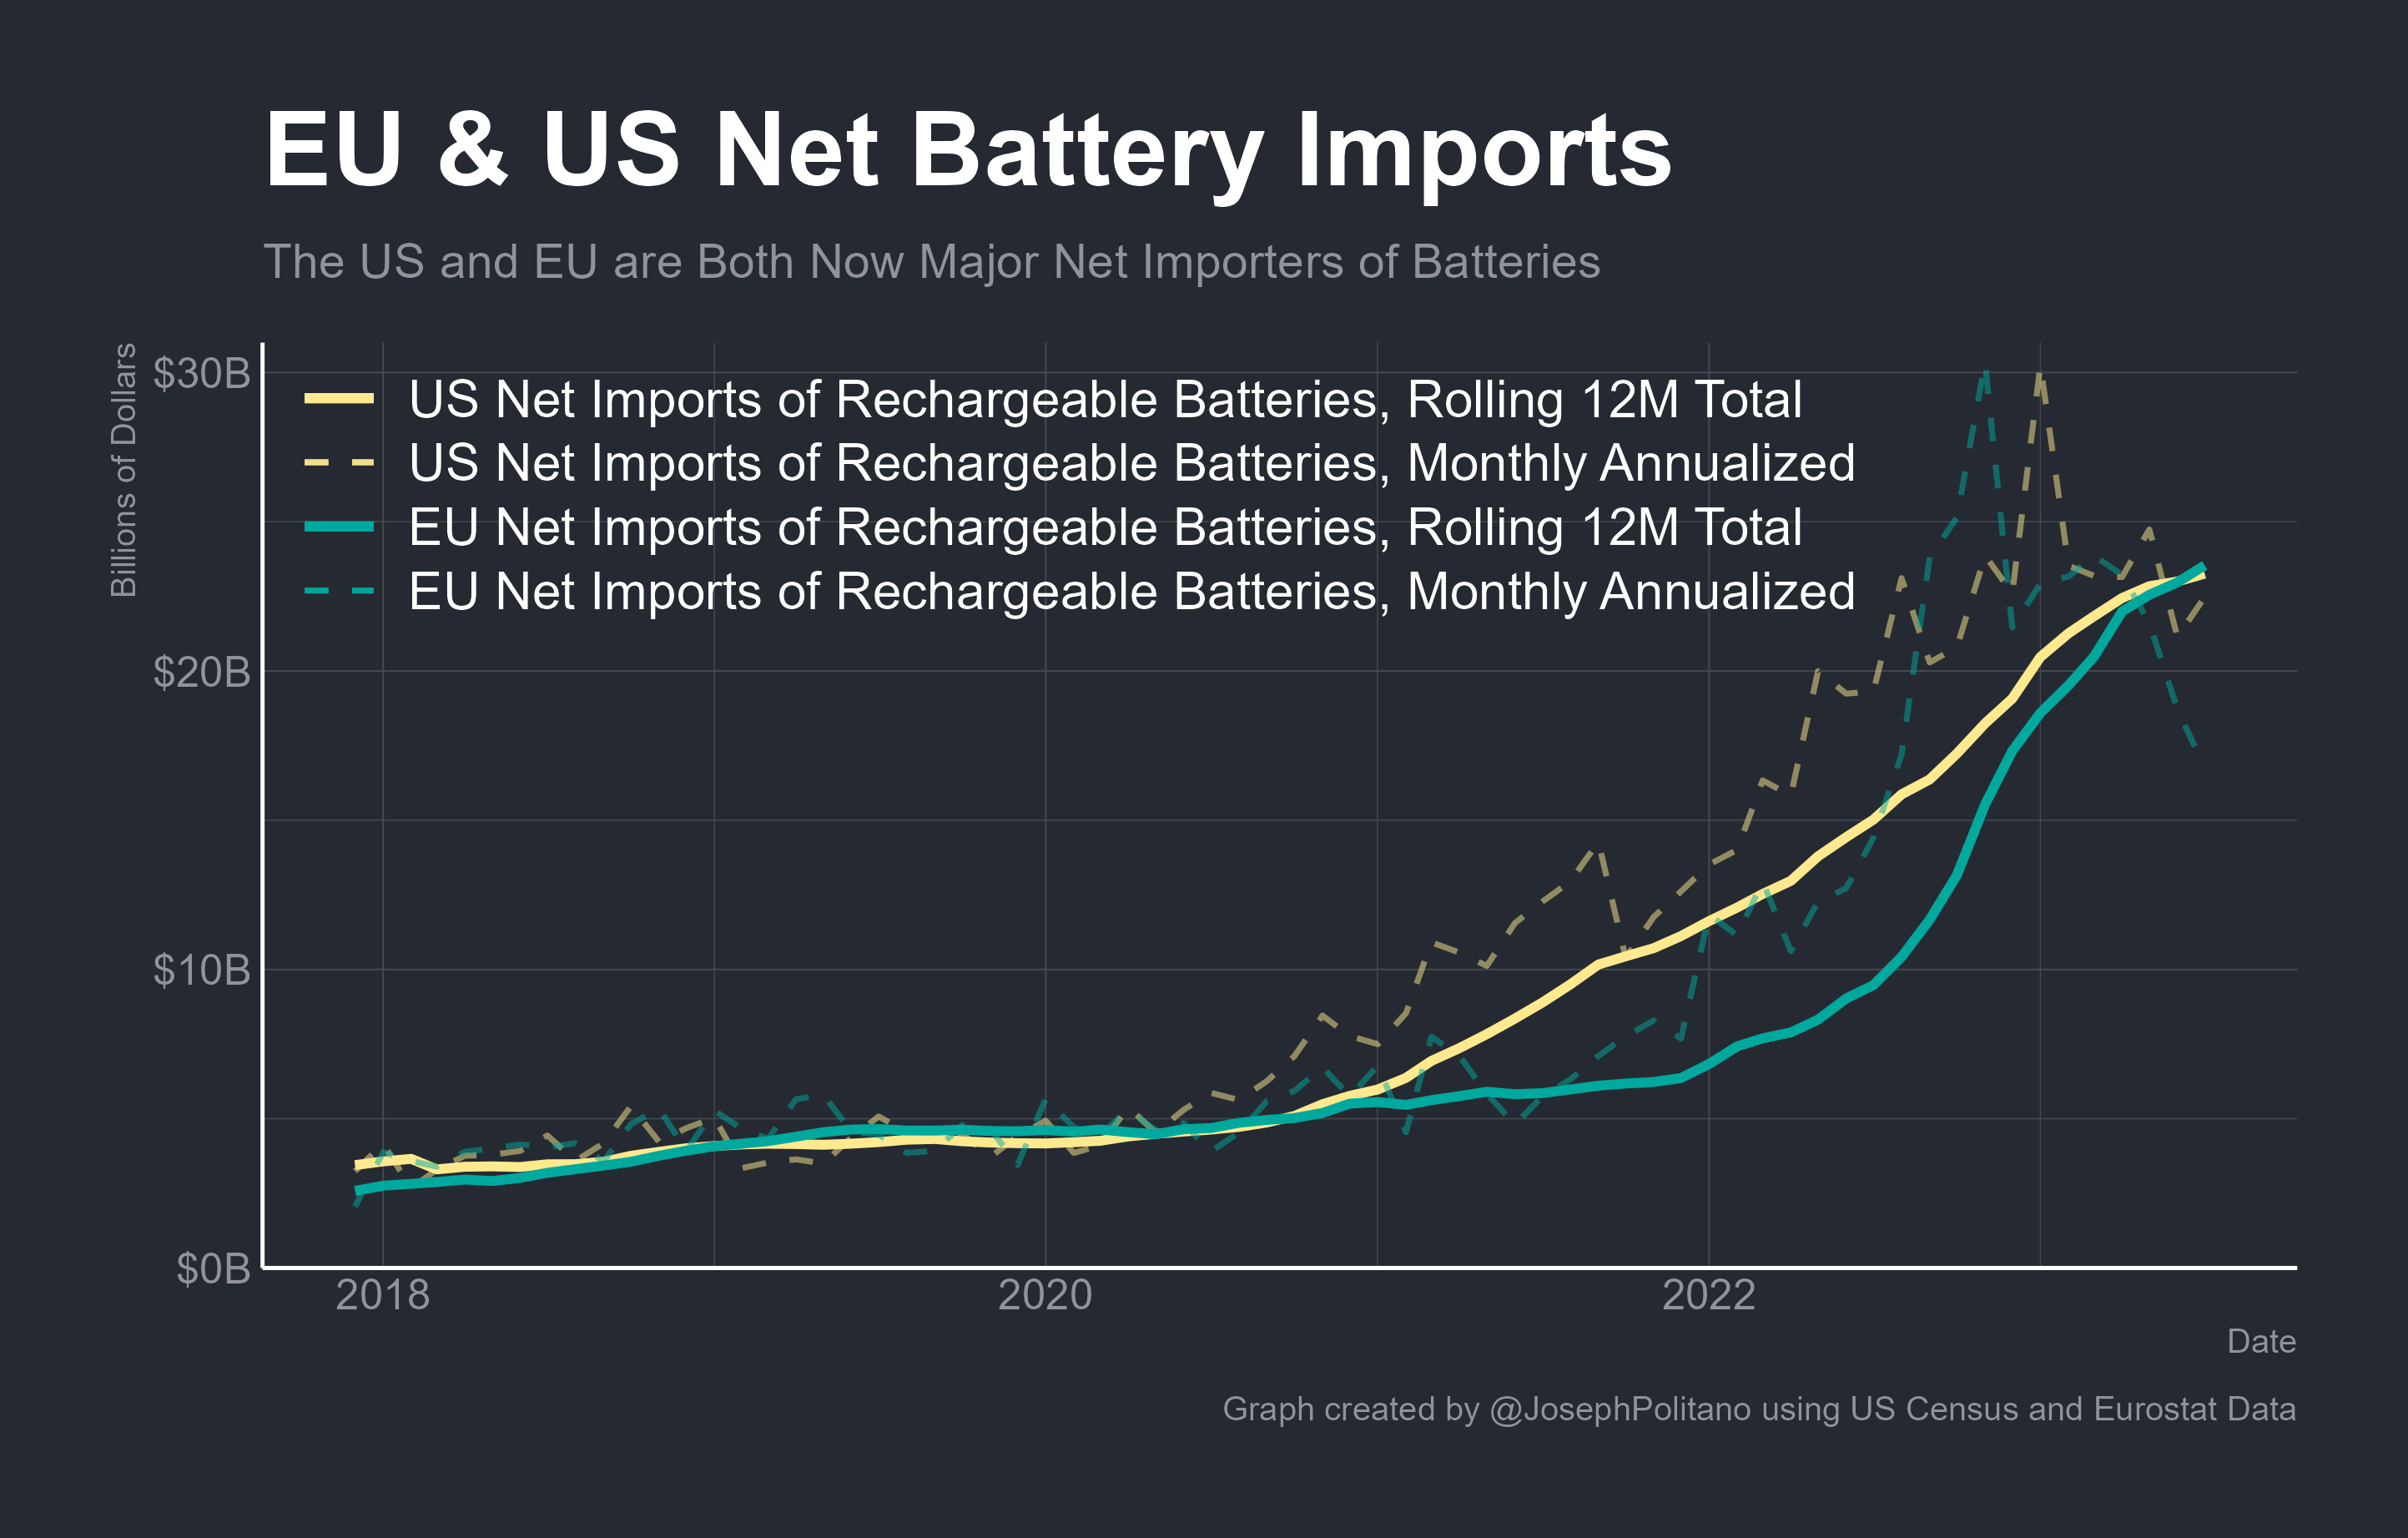 EU & US Net Battery Imports
The US and EU are Both Now Major Net Importers of Batteries
Billions of Dollars
$30B
$20B
$10B
$0B
US Net Imports of Rechargeable Batteries, Rolling 12M Total
US Net Imports of Rechargeable Batteries, Monthly Annualized
EU Net Imports of Rechargeable Batteries, Rolling 12M Total
EU Net Imports of Rechargeable Batteries, Monthly Annualized
2018
2020
2022
Date
Graph created by @JosephPolitano using US Census and Eurostat Data